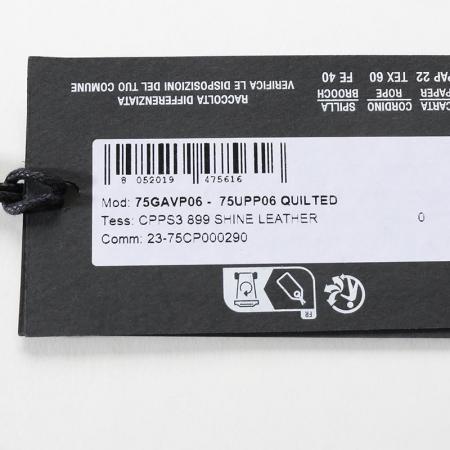 VERIFICA LE DISPOSIZIONI DEL TUO COMUNE
RACCOLTA DIFFERENZIATA
FE 40
BROOCH
SPILLA
TEX 60
ROPE
CORDINO
PAP 22
PAPER
CARTA
8 052019 475616
Mod: 75GAVP06 - 75UPP06 QUILTED
Tess: CPPS3 899 SHINE LEATHER 0
Comm: 23-75CP000290
FR